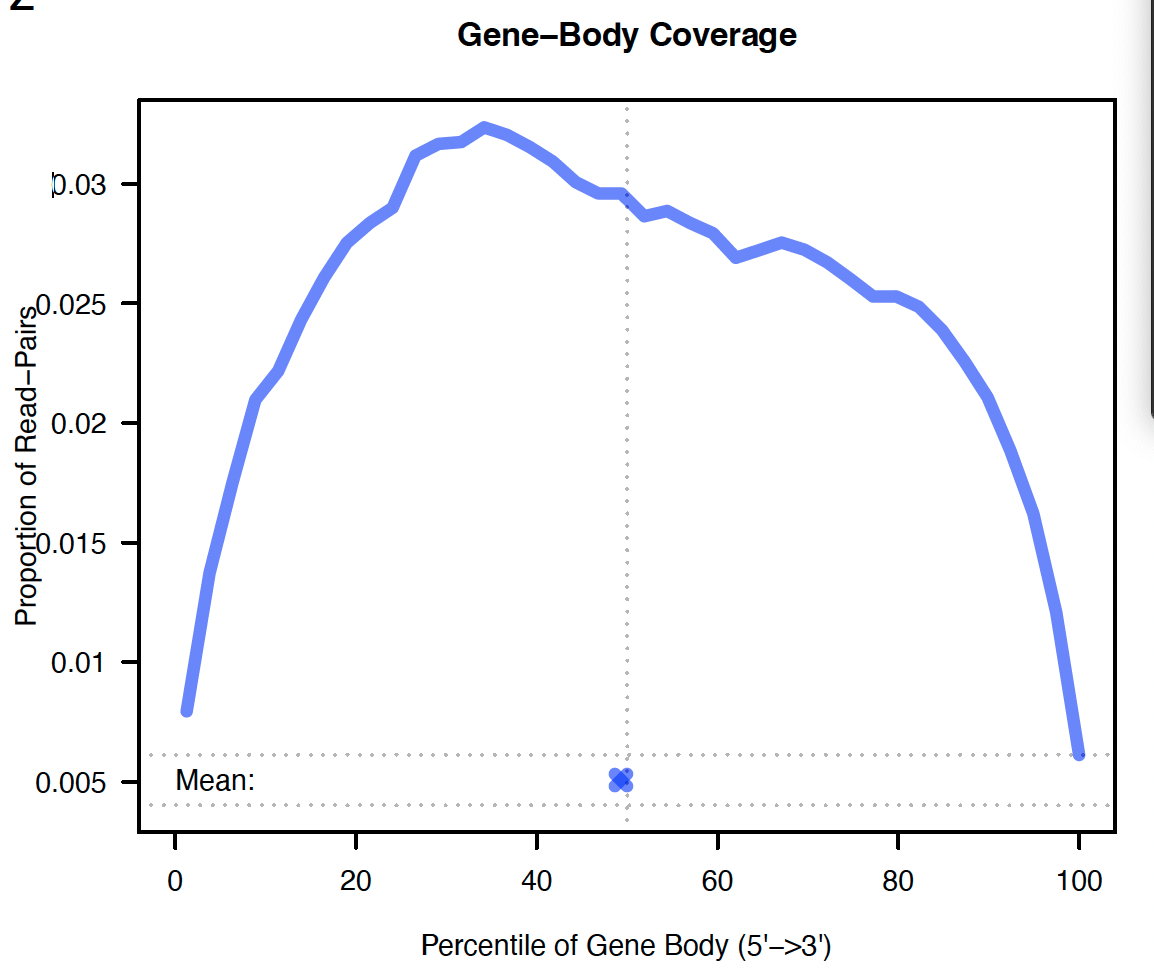 Gene–Body Coverage
Proportion of Read–Pairs
0.03
0.025
0.02
0.015
0.01
0.005
Mean:
0 20 40 60 80 100
Percentile of Gene Body (5'–>3')